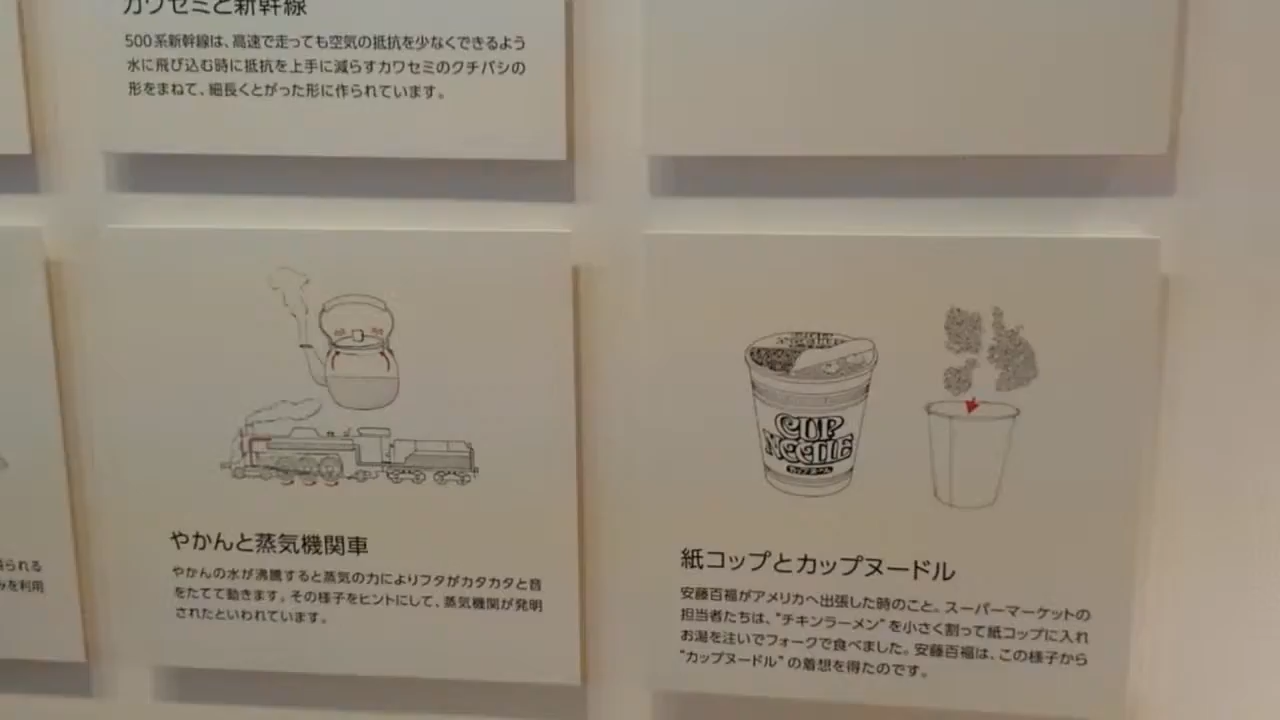 カワセミと新幹線
500系新幹線は、高速で走っても空気の抵抗を少なくできるよう
水に飛び込む時に抵抗を上手に減らすカワセミのクチバシの
形をまねて、細長くとがった形に作られています。
られる
を利用
やかんと蒸気機関車
やかんの水が沸騰すると蒸気の力によりフタがカタカタと音
をたてて動きます。その様子をヒントにして、蒸気機関が発明
されたといわれています。
CUP
NOODLE
カップヌードル
紙コップとカップヌードル
安藤百福がアメリカへ出張した時のこと。スーパーマーケットの
担当者たちは、"チキンラーメン"を小さく割って紙コップに入れ
お湯を注いでフォークで食べました。安藤百福は、この様子から
"カップヌードル"の着想を得たのです。